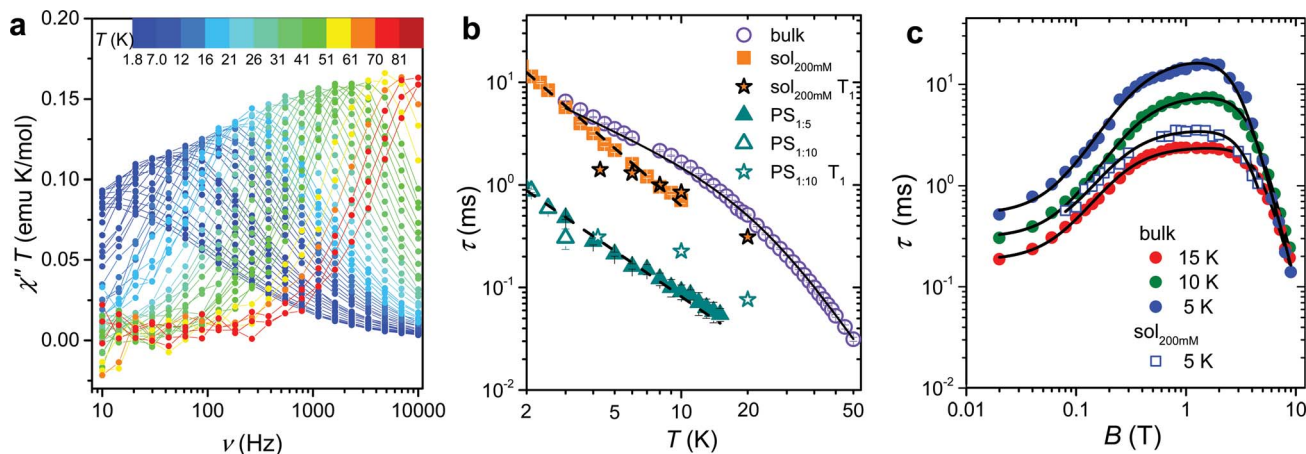 a
0.20
0.15
0.10
0.05
0.00
χ″ T (emu K/mol)
T (K)
1.8 7.0 12 16 21 26 31 41 51 61 70 81
10 100 1000 10000
ν (Hz)
b
10¹
10⁰
10⁻¹
10⁻²
τ (ms)
bulk
sol200mM
sol200mM T1
PS1:5
PS1:10
PS1:10 T1
2 5 10 20 50
T (K)
c
10¹
10⁰
10⁻¹
10⁻²
τ (ms)
bulk
15 K
10 K
5 K
sol200mM
5 K
0.01 0.1 1 10
B (T)